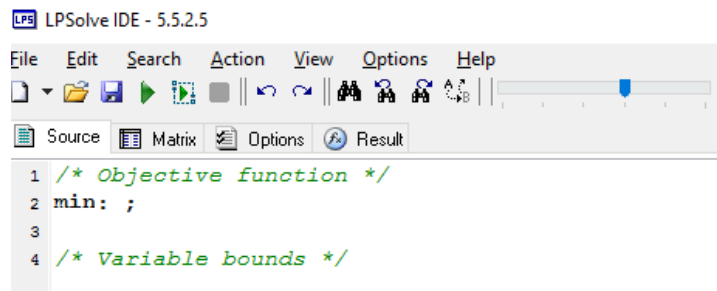 LPS LPSolve IDE - 5.5.2.5
File Edit Search Action View Options Help
Source Matrix Options Result
1 /* Objective function */
2 min: ;
3
4 /* Variable bounds */